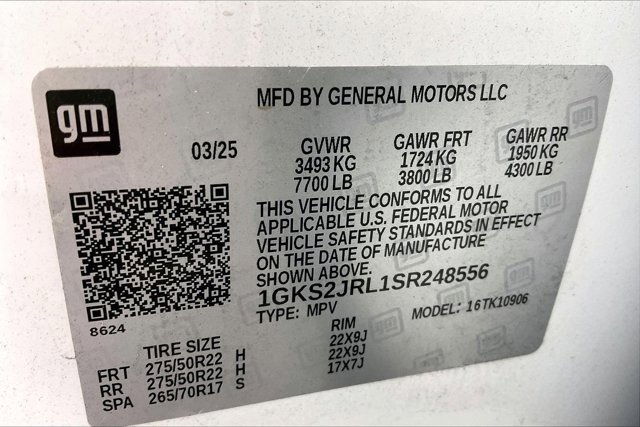 gm
MFD BY GENERAL MOTORS LLC
03/25 GVWR GAWR FRT GAWR RR
3493 KG 1724 KG 1950 KG
7700 LB 3800 LB 4300 LB
THIS VEHICLE CONFORMS TO ALL
APPLICABLE U.S. FEDERAL MOTOR
VEHICLE SAFETY STANDARDS IN EFFECT
ON THE DATE OF MANUFACTURE
SHOWN ABOVE.
1GKS2JRL1SR248556
TYPE: MPV MODEL: 16TK10906
8624
TIRE SIZE RIM
FRT 275/50R22 H 22X9J
RR 275/50R22 H 22X9J
SPA 265/70R17 S 17X7J